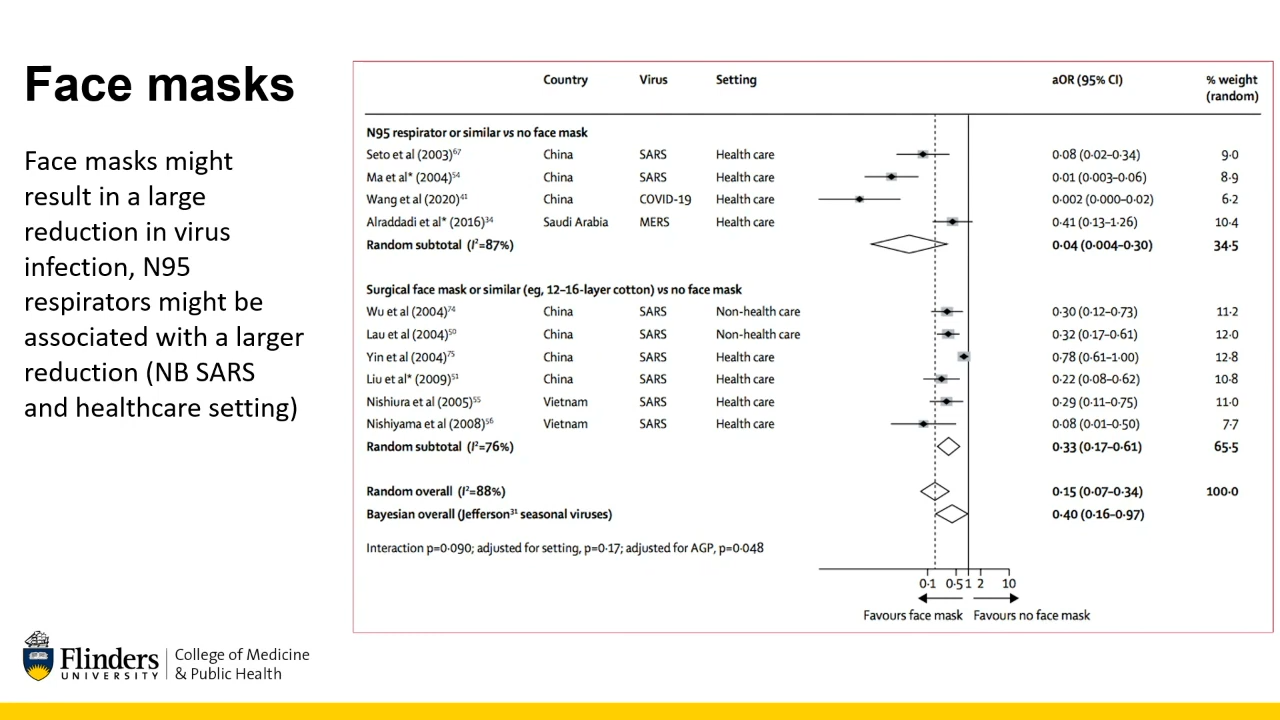 Face masks
Face masks might
result in a large
reduction in virus
infection, N95
respirators might be
associated with a larger
reduction (NB SARS
and healthcare setting)
Country Virus Setting aOR (95% CI) % weight
(random)
N95 respirator or similar vs no face mask
Seto et al (2003)⁶⁷ China SARS Health care 0·08 (0·02–0·34) 9·0
Ma et al* (2004)⁵⁴ China SARS Health care 0·01 (0·003–0·06) 8·9
Wang et al (2020)⁴¹ China COVID-19 Health care 0·002 (0·000–0·02) 6·2
Alraddadi et al* (2016)³⁴ Saudi Arabia MERS Health care 0·41 (0·13–1·26) 10·4
Random subtotal (I²=87%) 0·04 (0·004–0·30) 34·5
Surgical face mask or similar (eg, 12–16-layer cotton) vs no face mask
Wu et al (2004)⁷⁴ China SARS Non-health care 0·30 (0·12–0·73) 11·2
Lau et al (2004)⁵⁰ China SARS Non-health care 0·32 (0·17–0·61) 12·0
Yin et al (2004)⁷⁵ China SARS Health care 0·78 (0·61–1·00) 12·8
Liu et al* (2009)⁵¹ China SARS Health care 0·22 (0·08–0·62) 10·8
Nishiura et al (2005)⁵⁵ Vietnam SARS Health care 0·29 (0·11–0·75) 11·0
Nishiyama et al (2008)⁵⁶ Vietnam SARS Health care 0·08 (0·01–0·50) 7·7
Random subtotal (I²=76%) 0·33 (0·17–0·61) 65·5
Random overall (I²=88%) 0·15 (0·07–0·34) 100·0
Bayesian overall (Jefferson³¹ seasonal viruses) 0·40 (0·16–0·97)
Interaction p=0·090; adjusted for setting, p=0·17; adjusted for AGP, p=0·048
0·1 0·5 1 2 10
Favours face mask Favours no face mask
Flinders
UNIVERSITY
College of Medicine
& Public Health